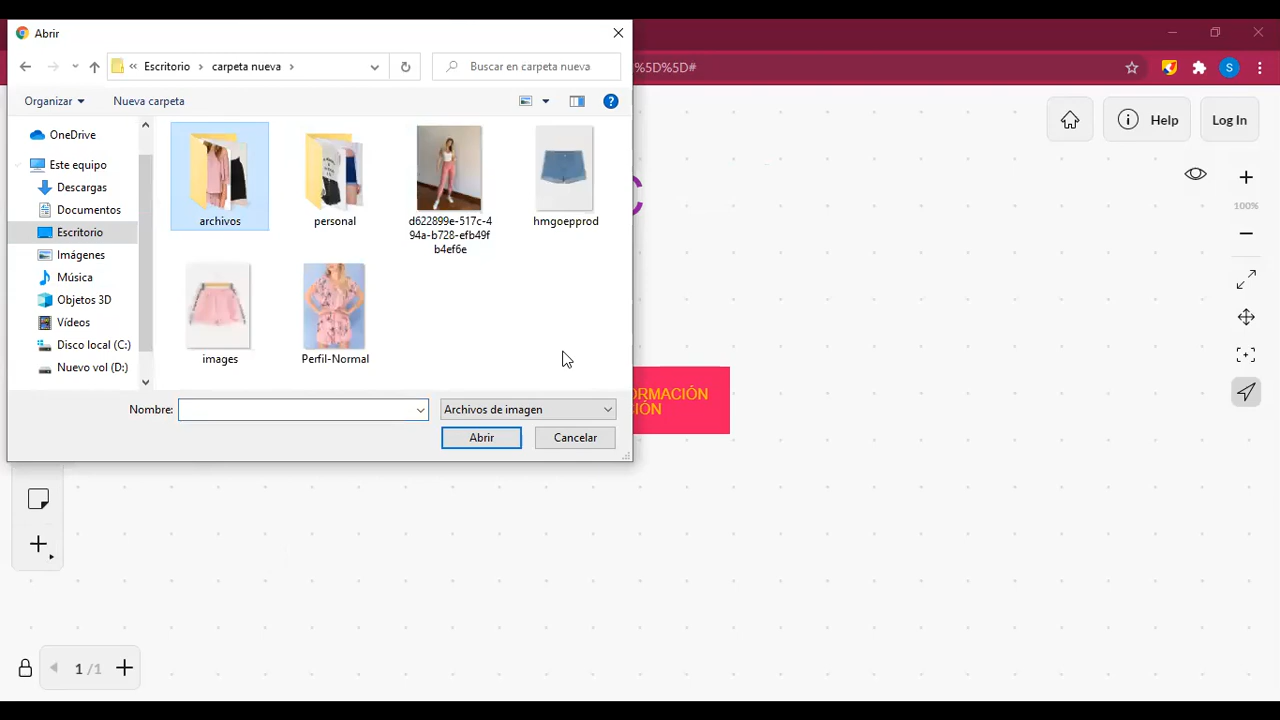 Abrir
Escritorio
carpeta nueva
Buscar en carpeta nueva
%5D%5D#
S
Organizar
Nueva carpeta
OneDrive
Este equipo
Descargas
Documentos
Escritorio
Imágenes
Música
Objetos 3D
Vídeos
Disco local (C:)
Nuevo vol (D:)
archivos
personal
d622899e-517c-4
94a-b728-efb49f
b4ef6e
hmgoepprod
images
Perfil-Normal
Nombre:
Archivos de imagen
Abrir
Cancelar
Help
Log In
100%
ORMACIÓN
IÓN
1 /1